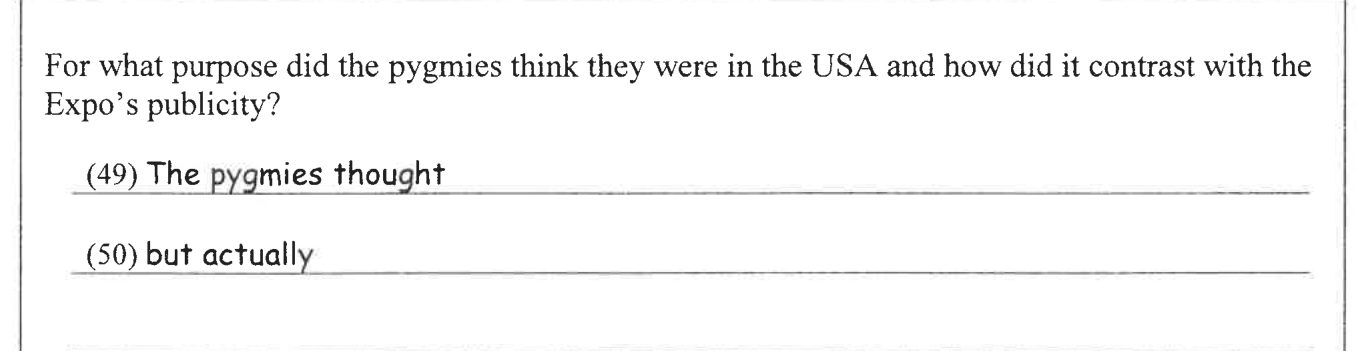 For what purpose did the pygmies think they were in the USA and how did it contrast with the
Expo's publicity?
(49) The pygmies thought
(50) but actually